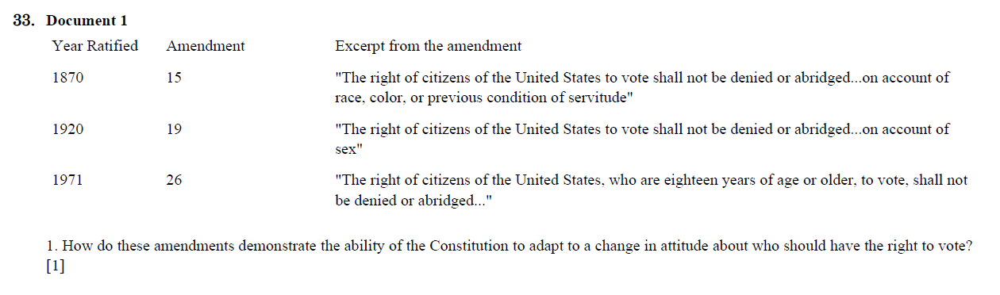 33. Document 1
Year Ratified Amendment Excerpt from the amendment
1870 15 "The right of citizens of the United States to vote shall not be denied or abridged...on account of
race, color, or previous condition of servitude"
1920 19 "The right of citizens of the United States to vote shall not be denied or abridged...on account of
sex"
1971 26 "The right of citizens of the United States, who are eighteen years of age or older, to vote, shall not
be denied or abridged..."
1. How do these amendments demonstrate the ability of the Constitution to adapt to a change in attitude about who should have the right to vote?
[1]